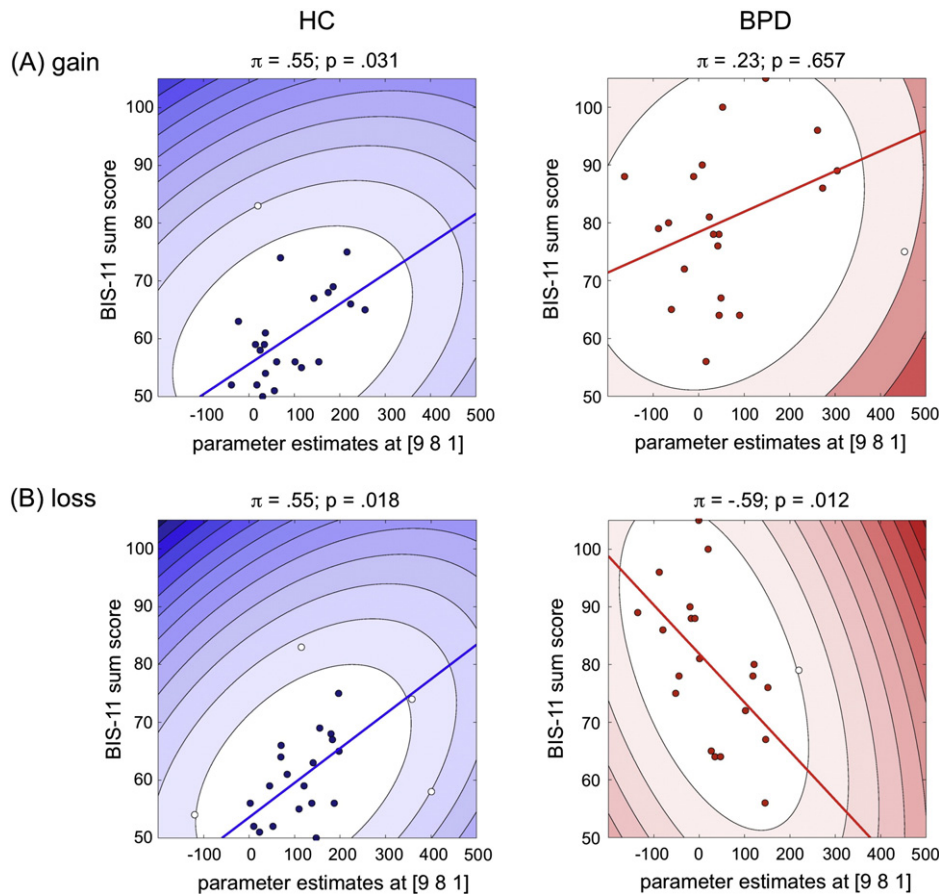 HC
BPD
(A) gain
π = .55; p = .031
π = .23; p = .657
BIS-11 sum score
100
90
80
70
60
50
-100 0 100 200 300 400 500
parameter estimates at [9 8 1]
BIS-11 sum score
100
90
80
70
60
50
-100 0 100 200 300 400 500
parameter estimates at [9 8 1]
(B) loss
π = .55; p = .018
π = -.59; p = .012
BIS-11 sum score
100
90
80
70
60
50
-100 0 100 200 300 400 500
parameter estimates at [9 8 1]
BIS-11 sum score
100
90
80
70
60
50
-100 0 100 200 300 400 500
parameter estimates at [9 8 1]